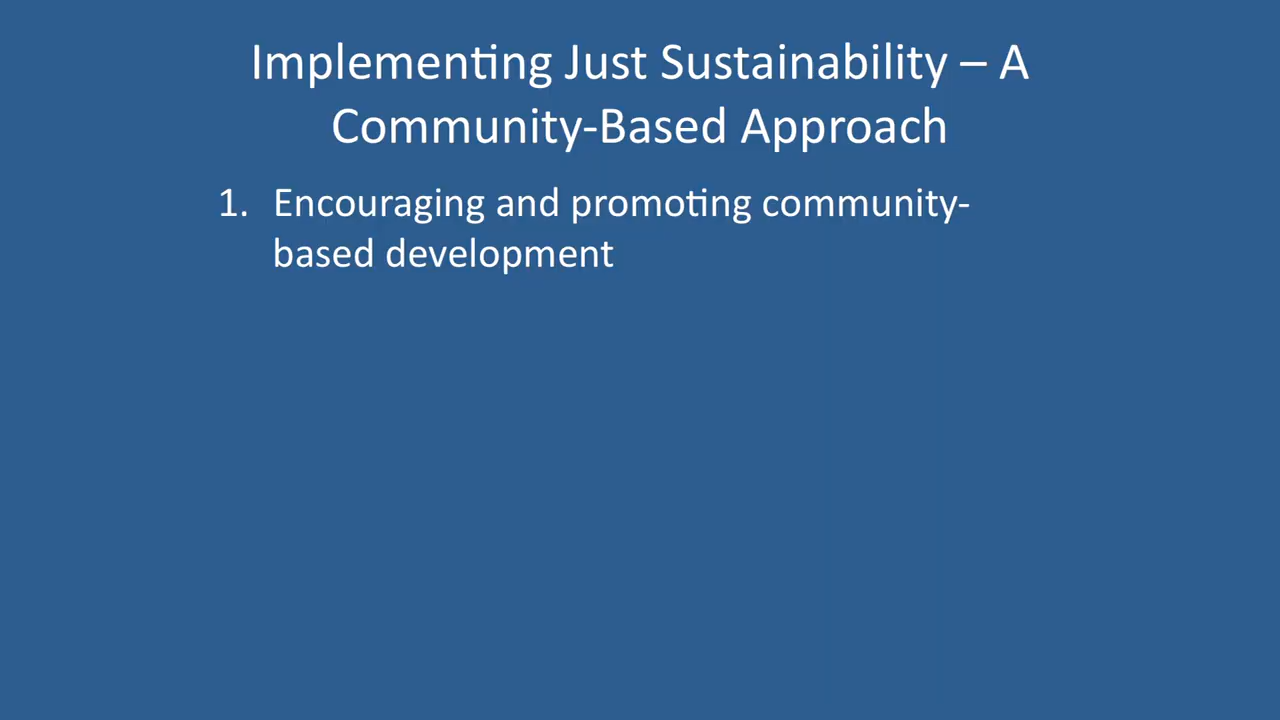 Implementing Just Sustainability – A
Community-Based Approach
1. Encouraging and promoting community-
based development